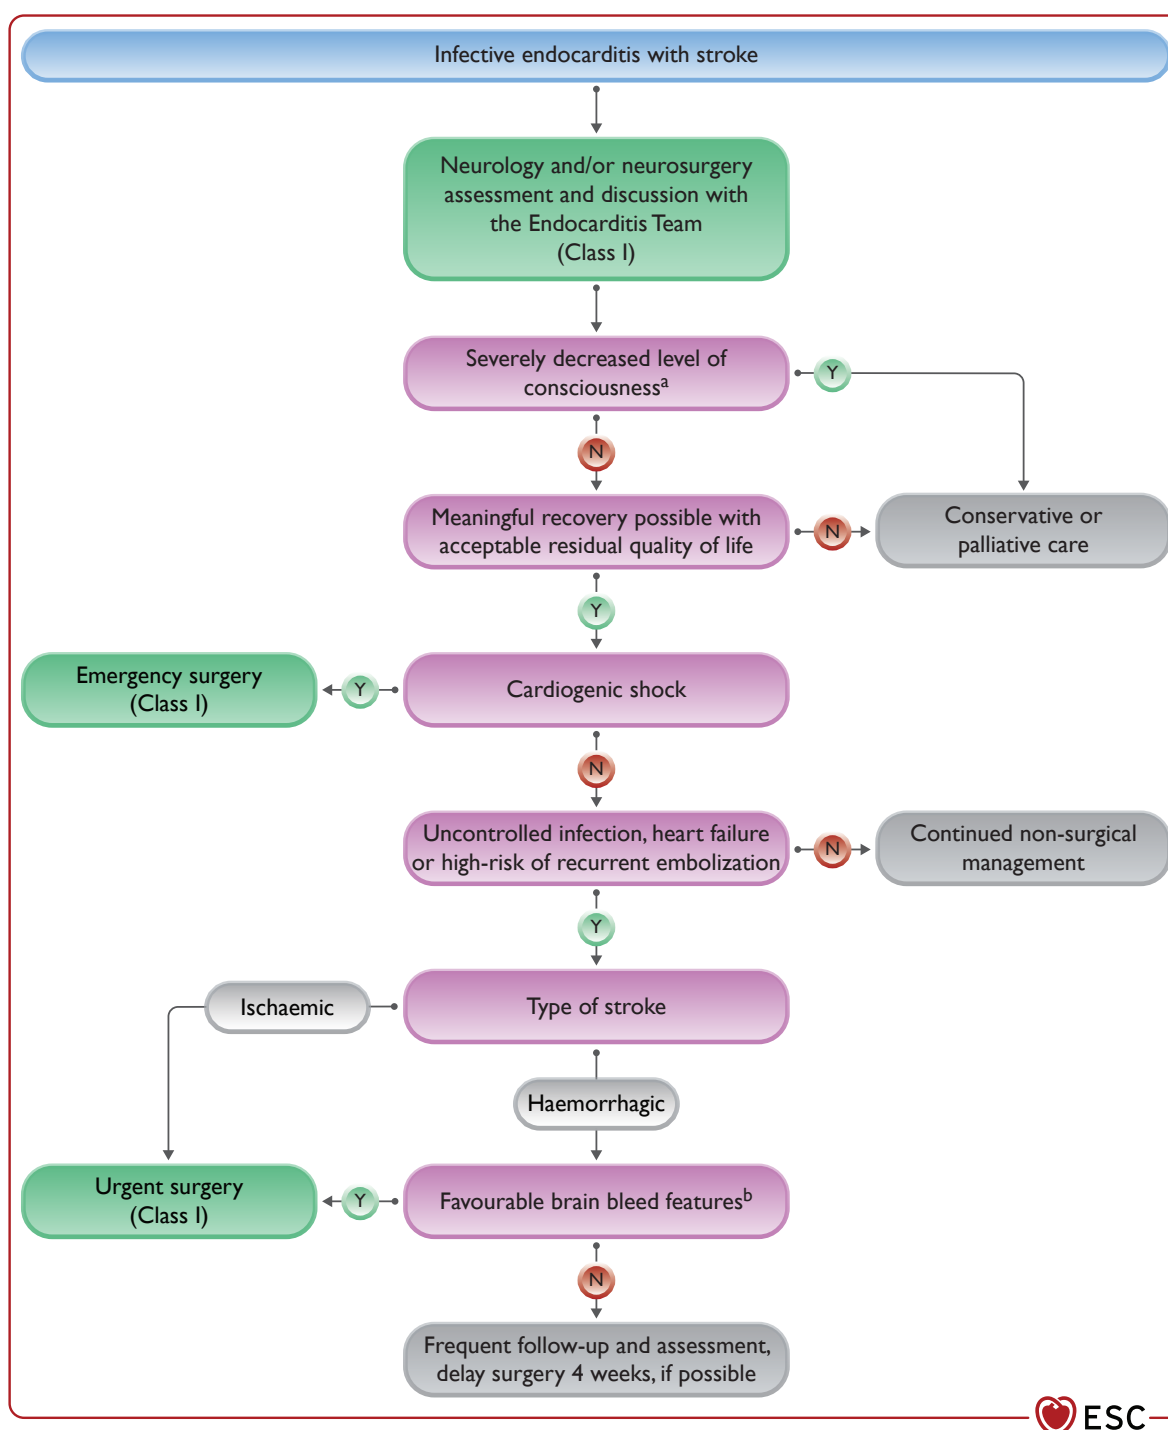 Infective endocarditis with stroke
Neurology and/or neurosurgery
assessment and discussion with
the Endocarditis Team
(Class I)
Severely decreased level of
consciousnessᵃ
Y
N
Meaningful recovery possible with
acceptable residual quality of life
N
Conservative or
palliative care
Y
Emergency surgery
(Class I)
Y
Cardiogenic shock
N
Uncontrolled infection, heart failure
or high-risk of recurrent embolization
N
Continued non-surgical
management
Y
Ischaemic
Type of stroke
Haemorrhagic
Urgent surgery
(Class I)
Y
Favourable brain bleed featuresᵇ
N
Frequent follow-up and assessment,
delay surgery 4 weeks, if possible
ESC